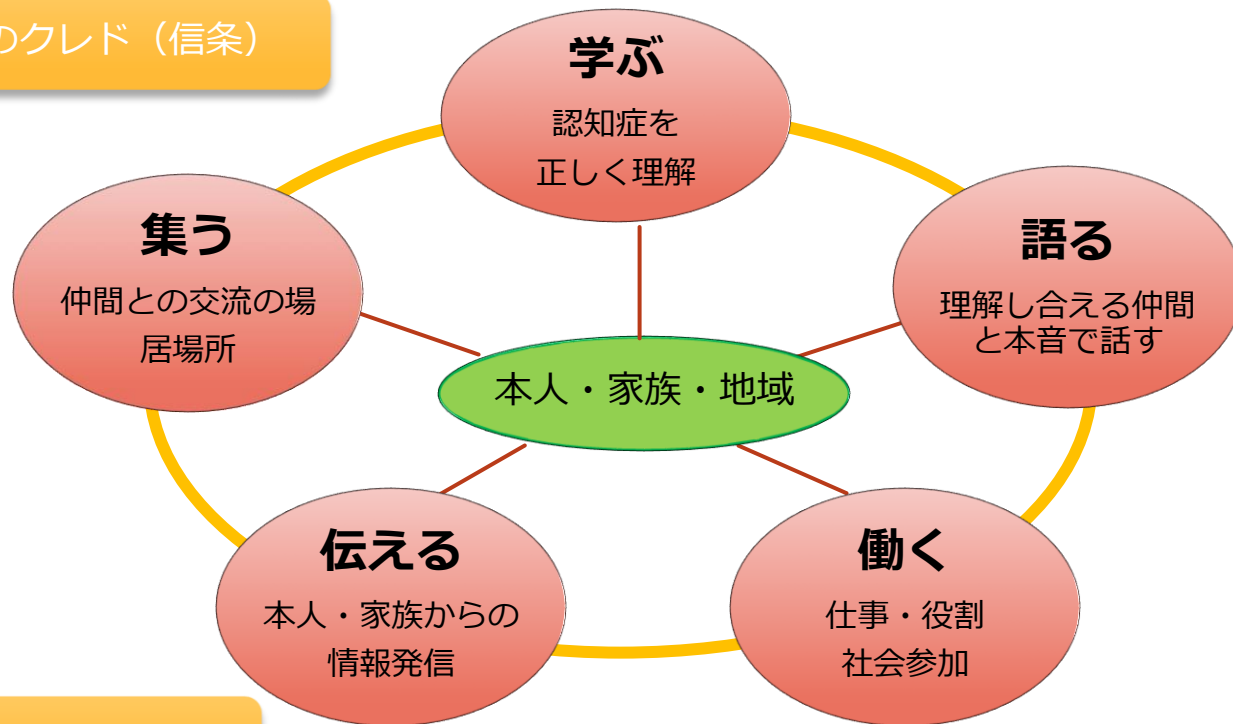 のクレド（信条）
学ぶ
認知症を
正しく理解
集う
仲間との交流の場
居場所
語る
理解し合える仲間
と本音で話す
本人・家族・地域
伝える
本人・家族からの
情報発信
働く
仕事・役割
社会参加